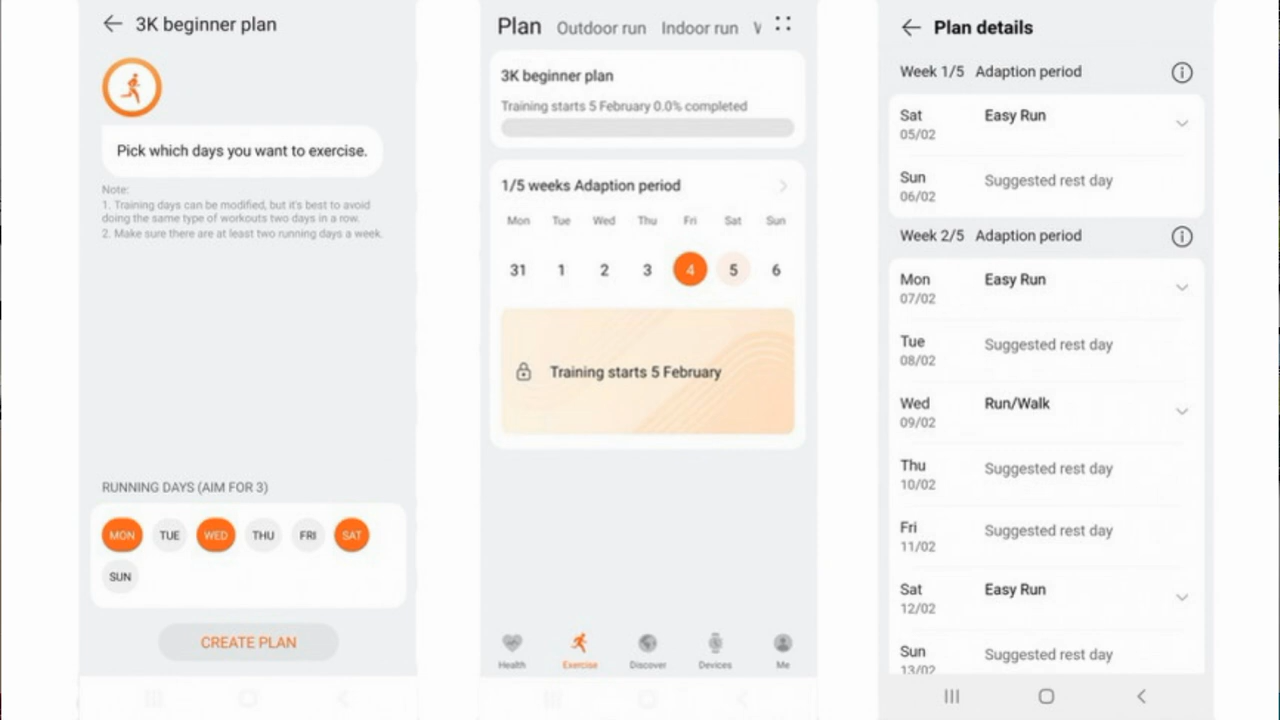 3K beginner plan
Pick which days you want to exercise.
Note:
1. Training days can be modified, but it's best to avoid
doing the same type of workouts two days in a row.
2. Make sure there are at least two running days a week.
RUNNING DAYS (AIM FOR 3)
MON TUE WED THU FRI SAT
SUN
CREATE PLAN
Plan Outdoor run Indoor run
3K beginner plan
Training starts 5 February 0.0% completed
1/5 weeks Adaption period
Mon Tue Wed Thu Fri Sat Sun
31 1 2 3 4 5 6
Training starts 5 February
Health Exercise Discover Devices Me
Plan details
Week 1/5 Adaption period
Sat Easy Run
05/02
Sun Suggested rest day
06/02
Week 2/5 Adaption period
Mon Easy Run
07/02
Tue Suggested rest day
08/02
Wed Run/Walk
09/02
Thu Suggested rest day
10/02
Fri Suggested rest day
11/02
Sat Easy Run
12/02
Sun Suggested rest day
13/02